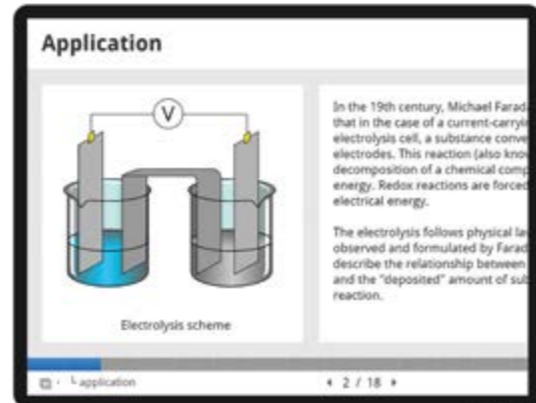 Application
V
Electrolysis scheme
In the 19th century, Michael Farad
that in the case of a current-carryin
electrolysis cell, a substance conve
electrodes. This reaction (also know
decomposition of a chemical comp
energy. Redox reactions are forced
electrical energy.
The electrolysis follows physical la
observed and formulated by Farad
describe the relationship between
and the "deposited" amount of sub
reaction.
application
2 / 18